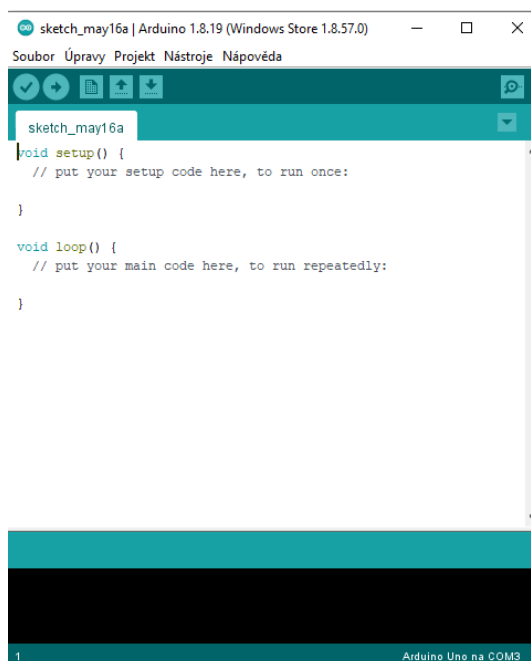 sketch_may16a | Arduino 1.8.19 (Windows Store 1.8.57.0)
Soubor Úpravy Projekt Nástroje Nápověda
sketch_may16a
void setup() {
// put your setup code here, to run once:
}
void loop() {
// put your main code here, to run repeatedly:
}
1 Arduino Uno na COM3